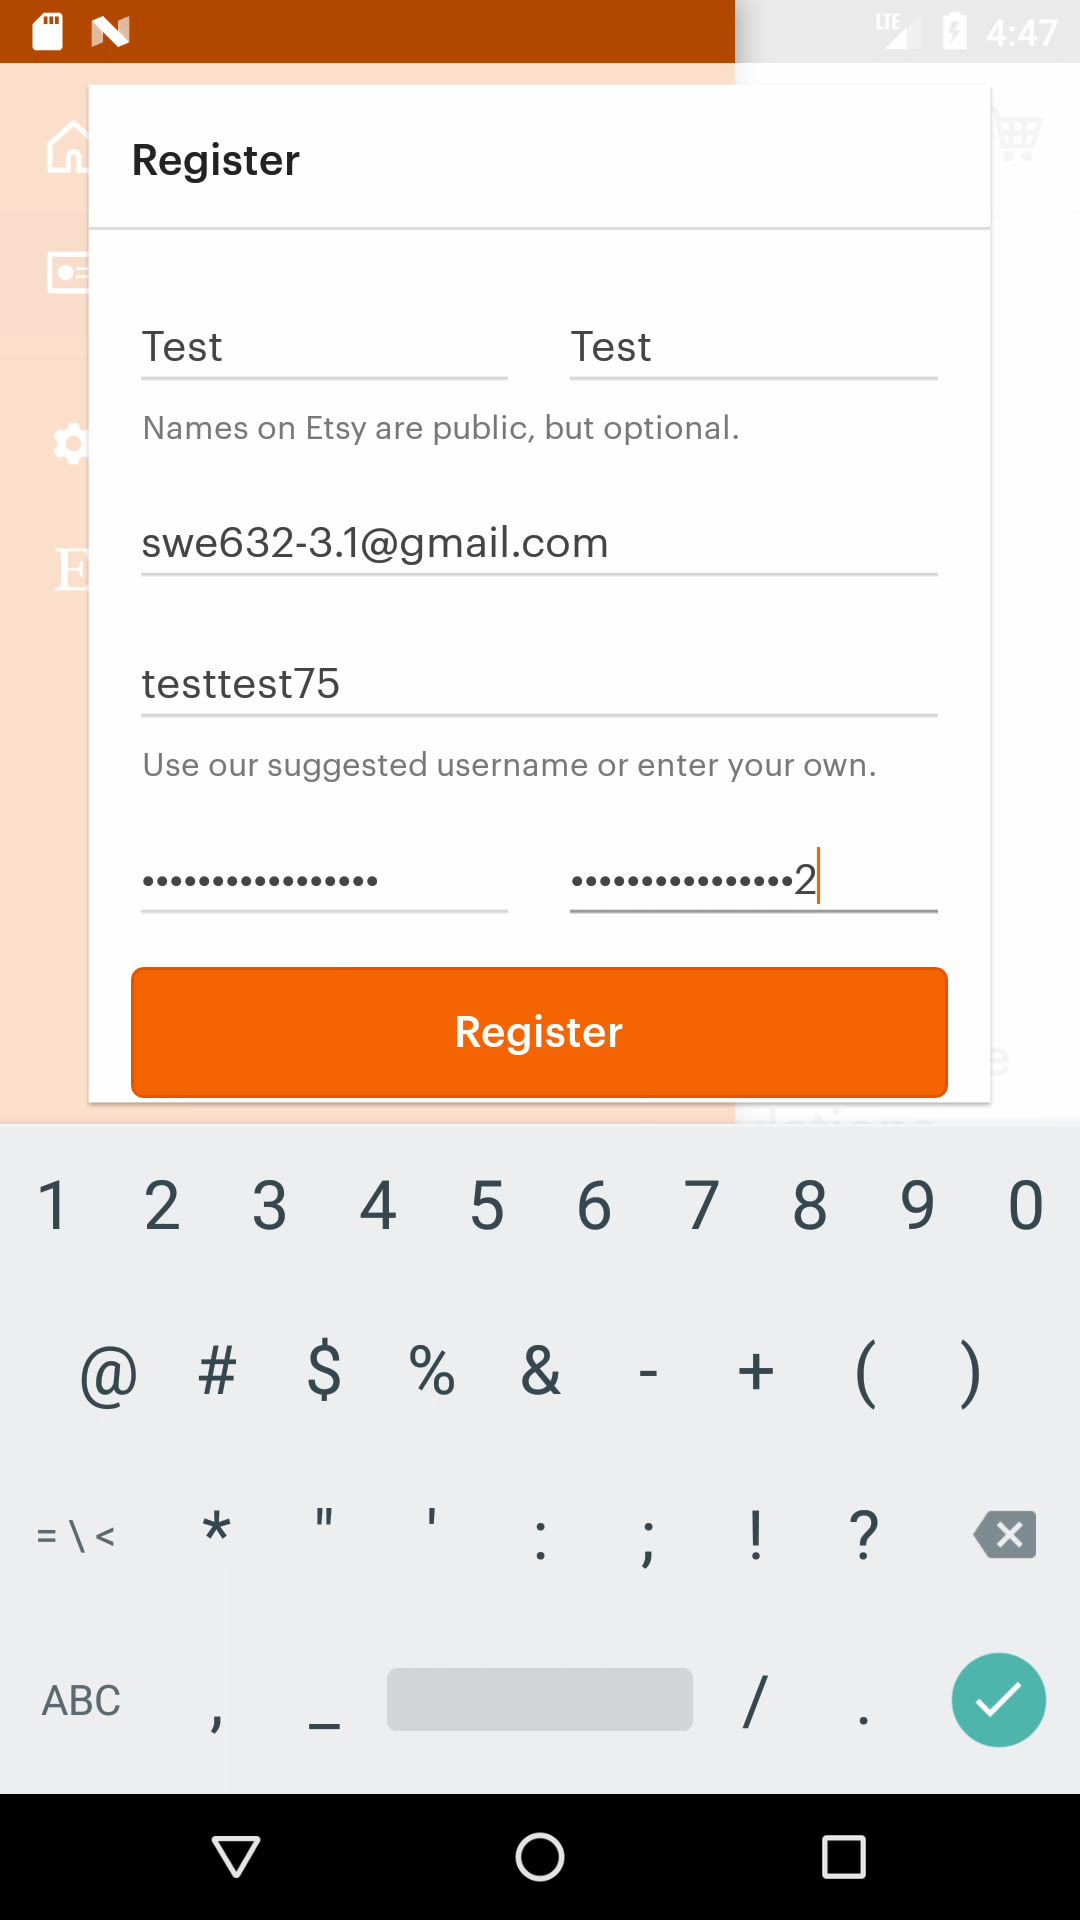 LTE 4:47
Register
Test Test
Names on Etsy are public, but optional.
E
swe632-3.1@gmail.com
testtest75
Use our suggested username or enter your own.
••••••••••••••••• ••••••••••••••••2
Register
1 2 3 4 5 6 7 8 9 0
@ # $ % & - + ( )
= \ < * " ' : ; ! ?
ABC , _ / .